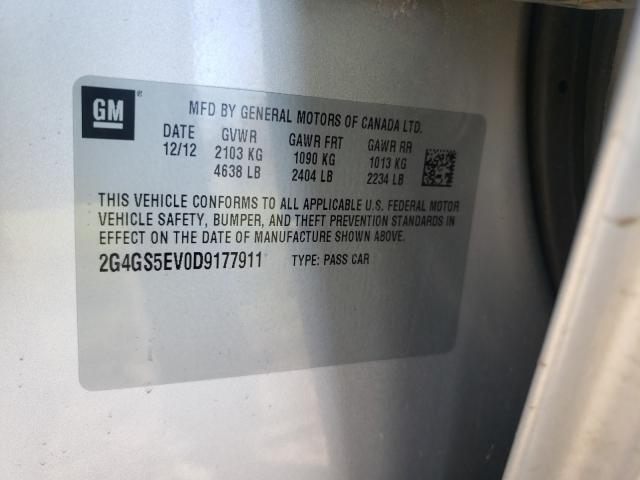 GM ®
MFD BY GENERAL MOTORS OF CANADA LTD.
DATE GVWR GAWR FRT GAWR RR
12/12 2103 KG 1090 KG 1013 KG
4638 LB 2404 LB 2234 LB
THIS VEHICLE CONFORMS TO ALL APPLICABLE U.S. FEDERAL MOTOR
VEHICLE SAFETY, BUMPER, AND THEFT PREVENTION STANDARDS IN
EFFECT ON THE DATE OF MANUFACTURE SHOWN ABOVE.
2G4GS5EV0D9177911 TYPE: PASS CAR